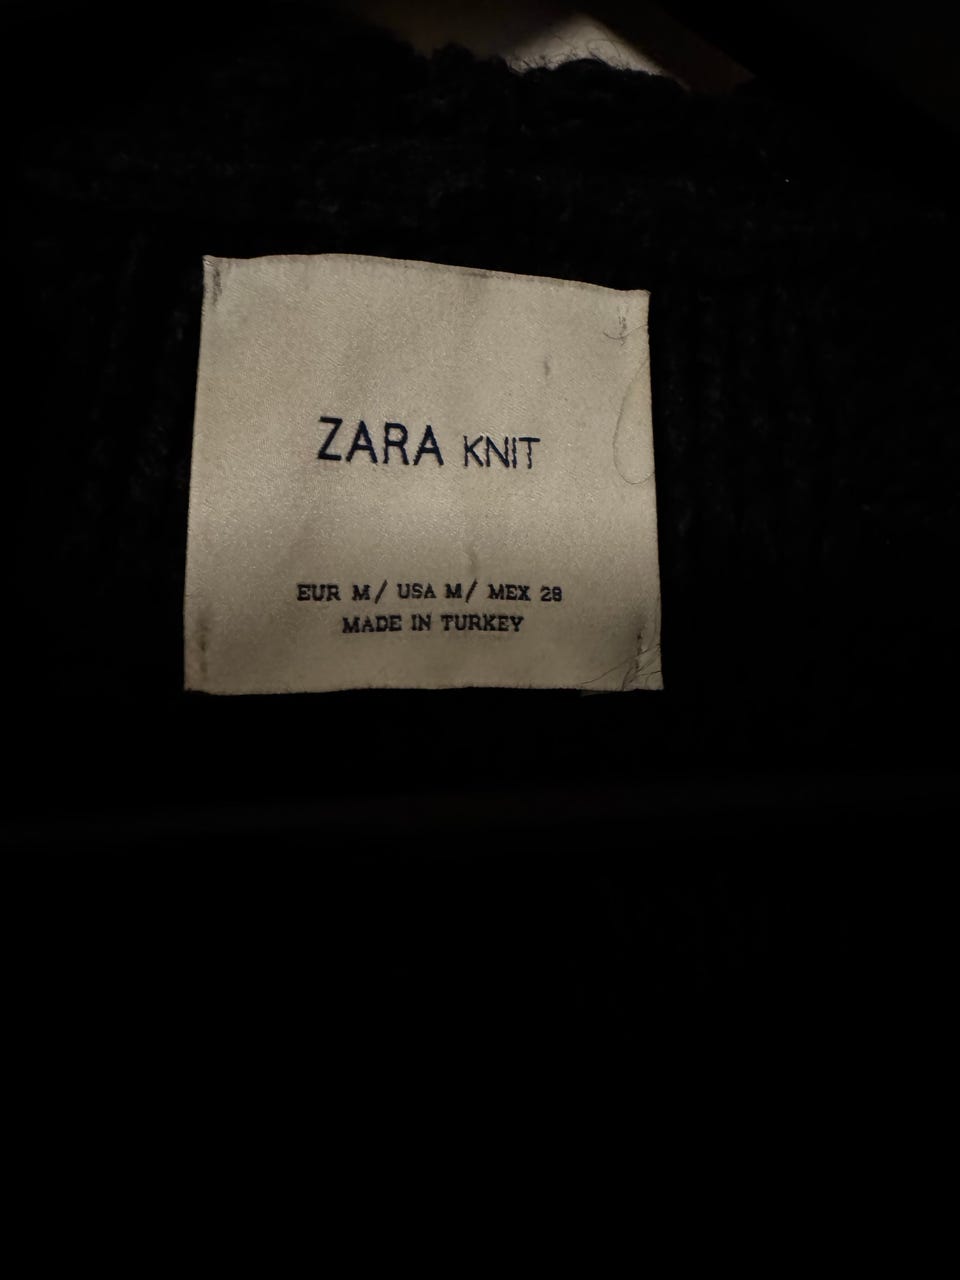 ZARA KNIT
EUR M/ USA M/ MEX 28
MADE IN TURKEY